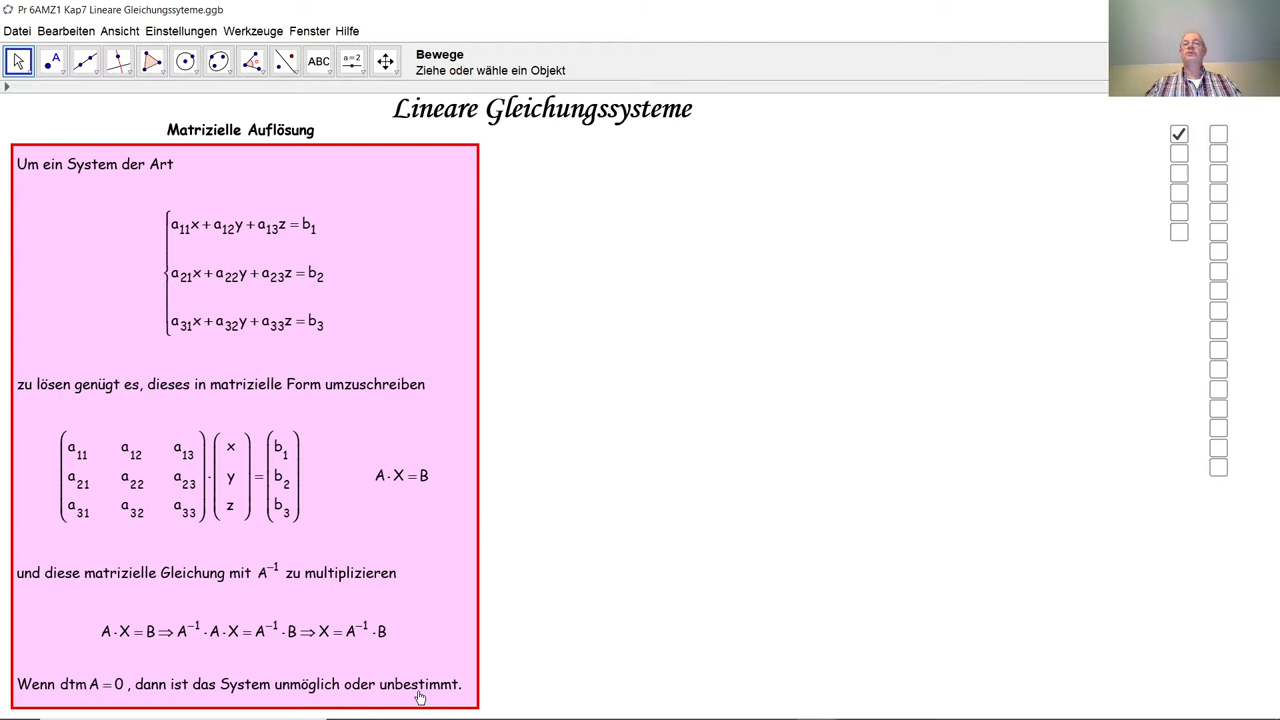 Pr 6AMZ1 Kap7 Lineare Gleichungssyteme.ggb
Datei Bearbeiten Ansicht Einstellungen Werkzeuge Fenster Hilfe
A
ABC
a=2
Bewege
Ziehe oder wähle ein Objekt
Lineare Gleichungssysteme
Matrizielle Auflösung
Um ein System der Art
a₁₁x + a₁₂y + a₁₃z = b₁
a₂₁x + a₂₂y + a₂₃z = b₂
a₃₁x + a₃₂y + a₃₃z = b₃
zu lösen genügt es, dieses in matrizielle Form umzuschreiben
a₁₁ a₁₂ a₁₃ x b₁
a₂₁ a₂₂ a₂₃ · y = b₂ A · X = B
a₃₁ a₃₂ a₃₃ z b₃
und diese matrizielle Gleichung mit A⁻¹ zu multiplizieren
A · X = B ⇒ A⁻¹ · A · X = A⁻¹ · B ⇒ X = A⁻¹ · B
Wenn dtm A = 0 , dann ist das System unmöglich oder unbestimmt.